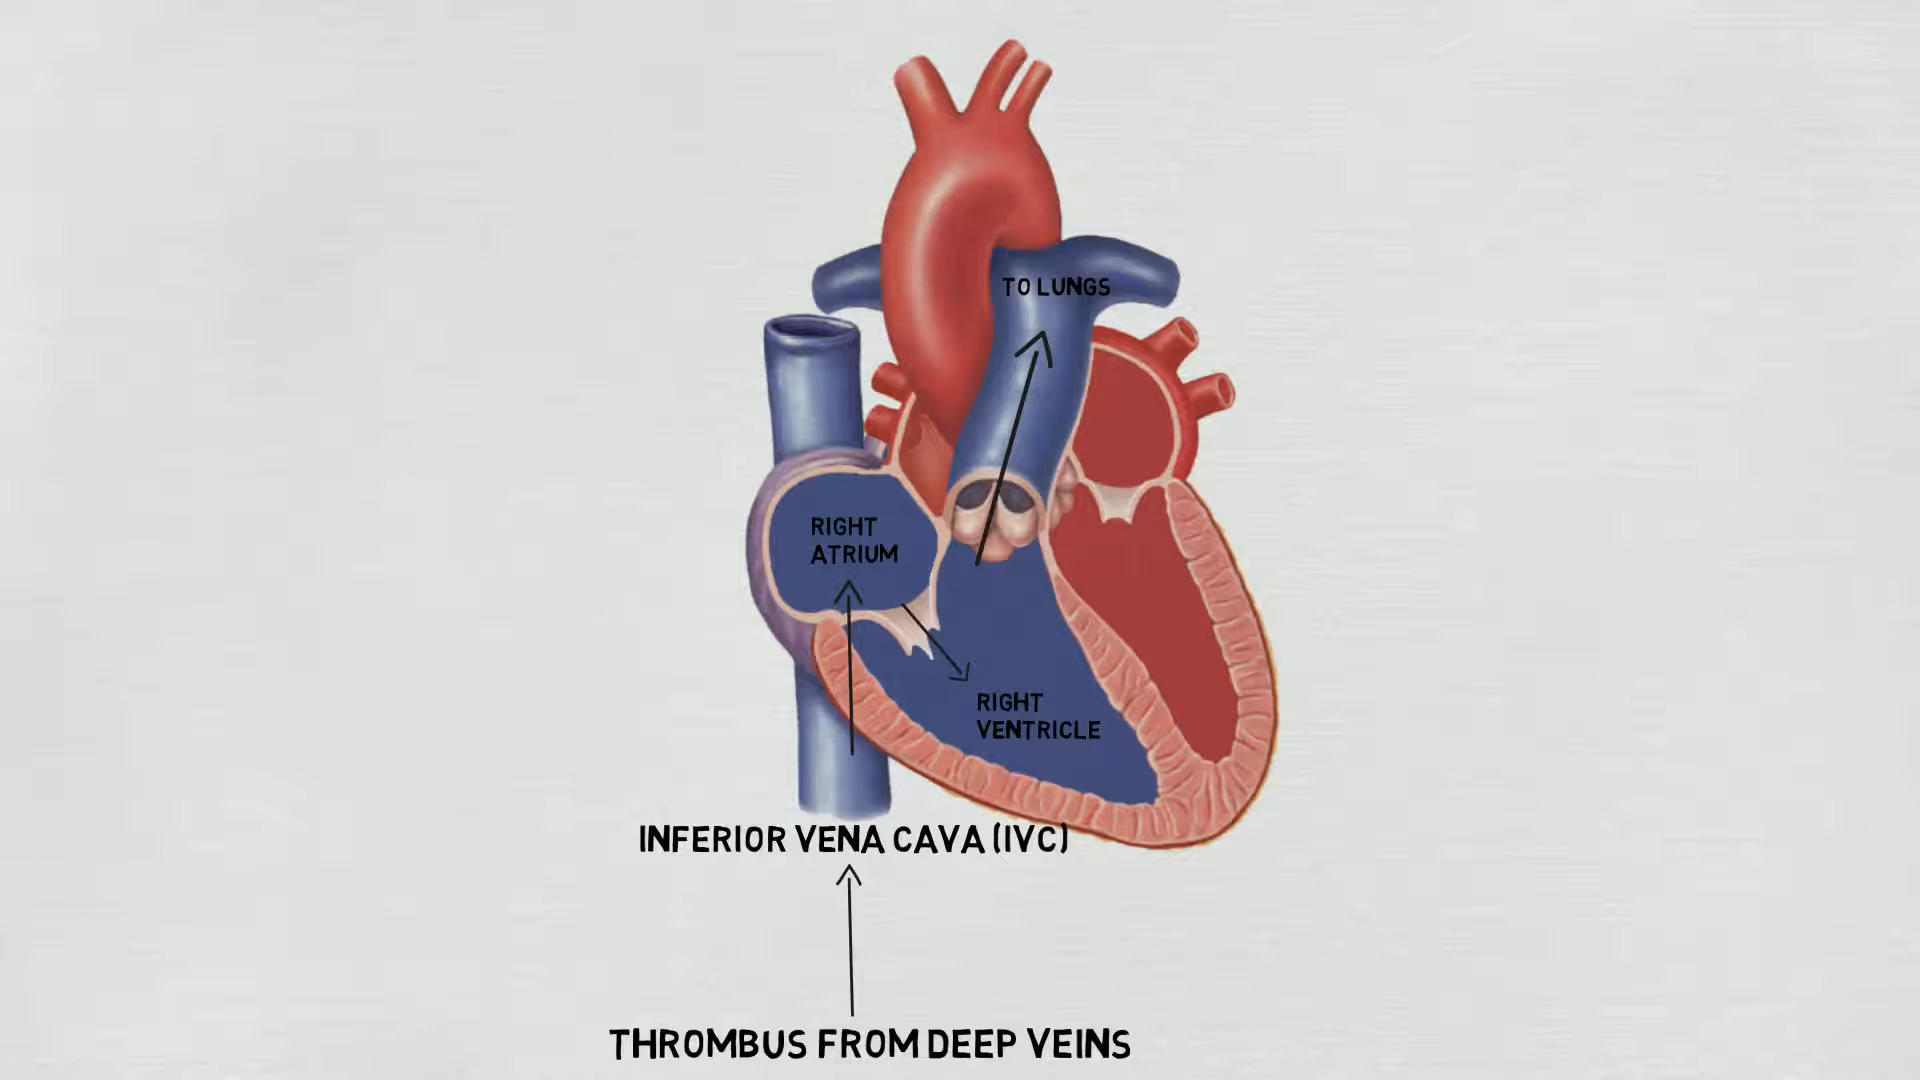 TO LUNGS
RIGHT
ATRIUM
RIGHT
VENTRICLE
INFERIOR VENA CAVA (IVC)
THROMBUS FROM DEEP VEINS